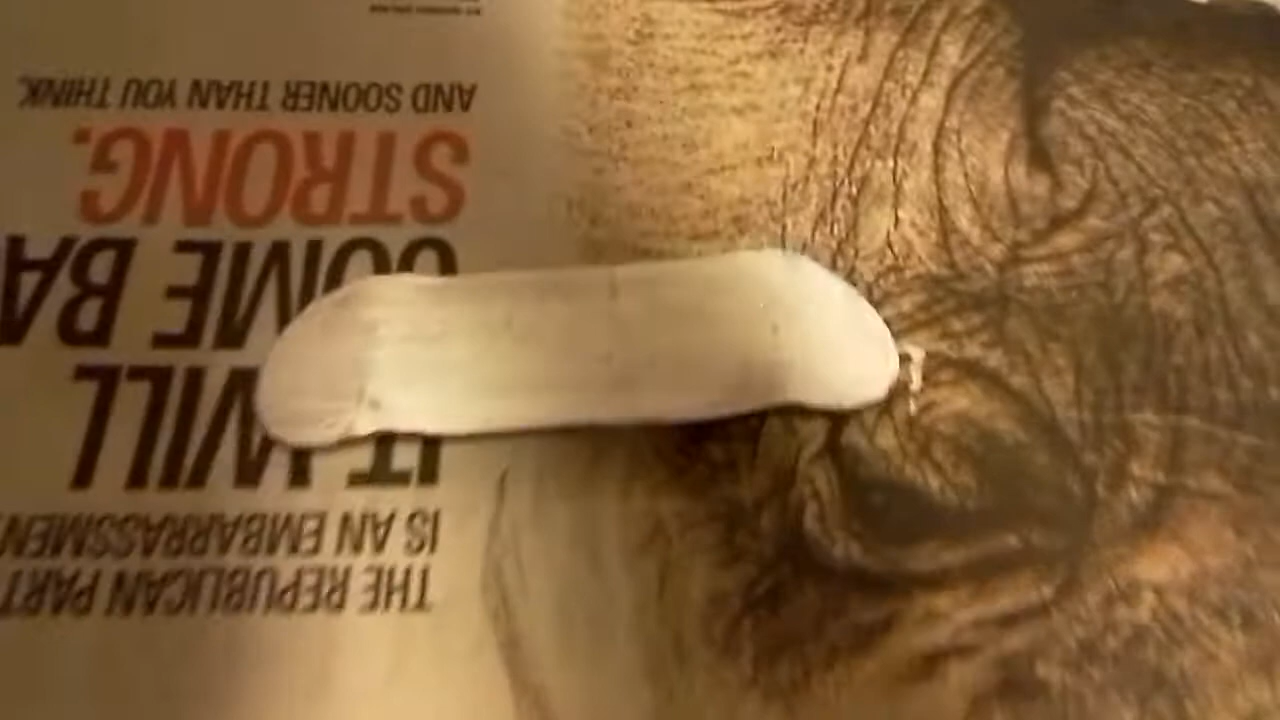 THE REPUBLICAN PART
IS AN EMBARRASSMEN
IT WILL
COME BA
STRONG.
AND SOONER THAN YOU THINK.